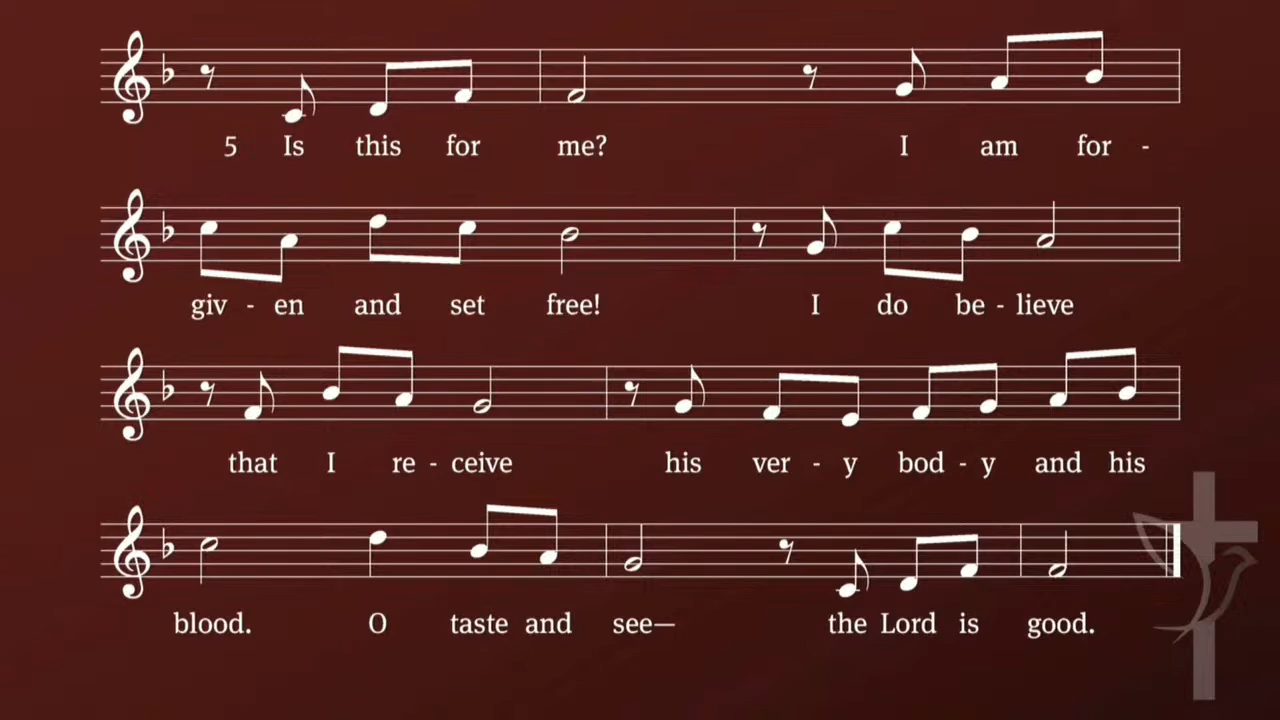 5 Is this for me? I am for -
giv - en and set free! I do be - lieve
that I re - ceive his ver - y bod - y and his
blood. O taste and see— the Lord is good.